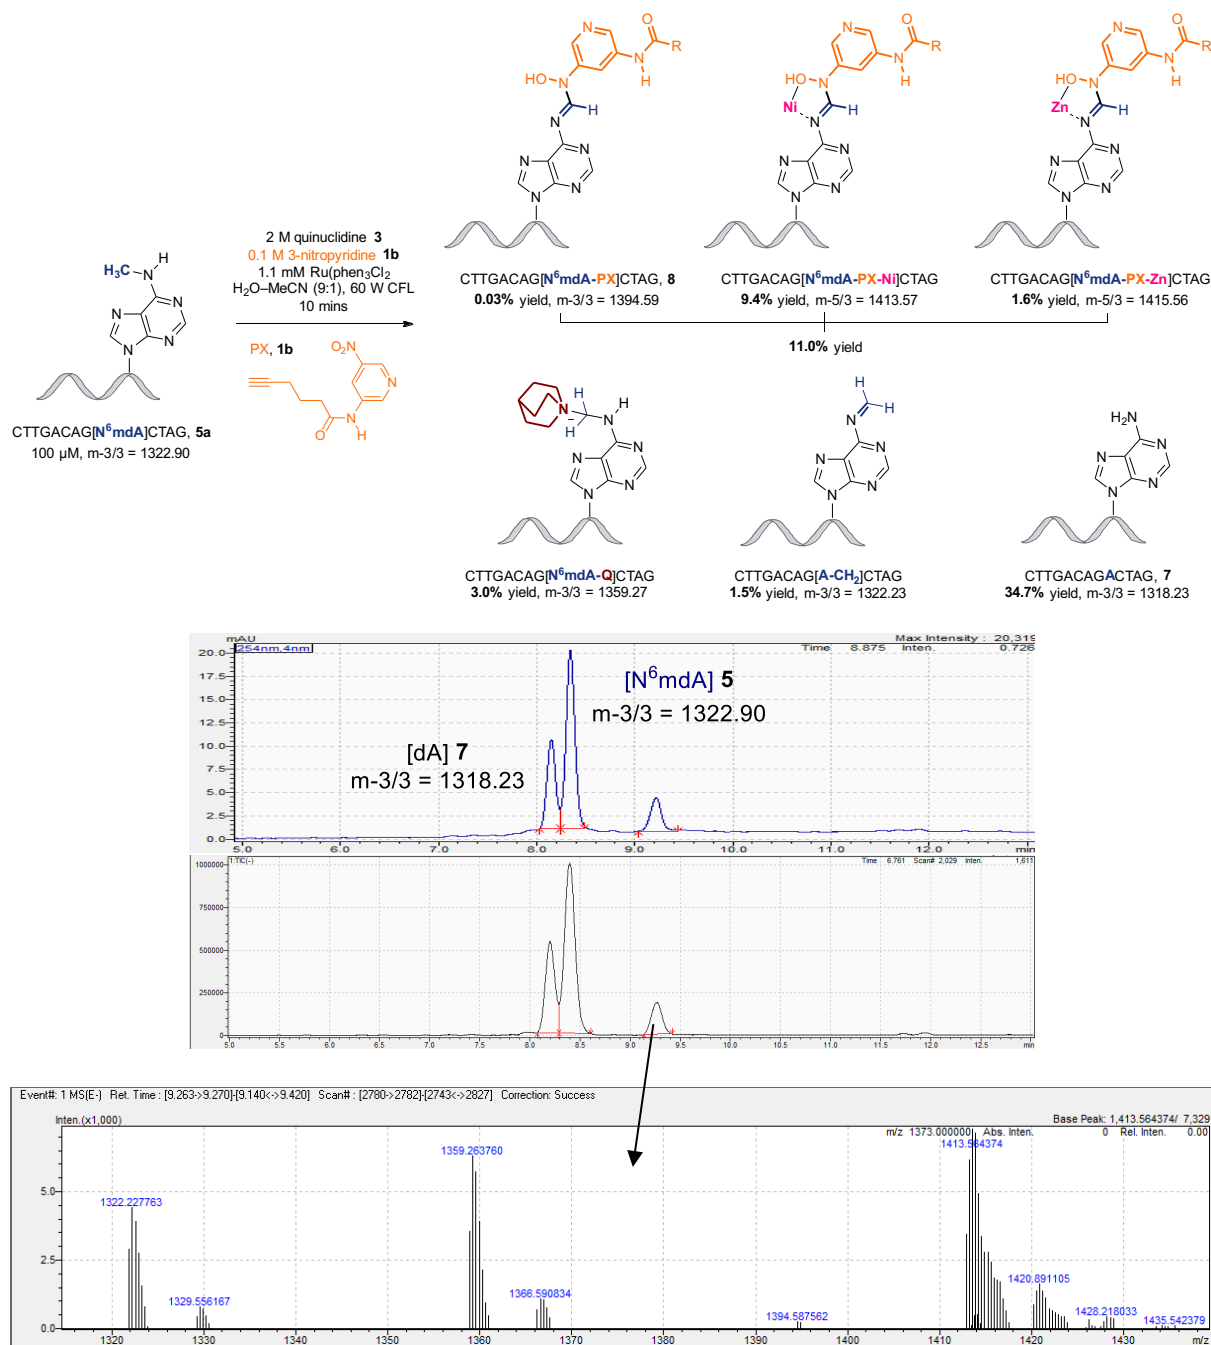 N
O
N
R
HO
N
H
H
N
N
N
N
N
N
O
N
R
HO
N
H
Ni
H
N
N
N
N
N
N
O
N
R
HO
N
H
Zn
H
N
N
N
N
N
H₃C
N
H
N
N
N
N
2 M quinuclidine 3
0.1 M 3-nitropyridine 1b
1.1 mM Ru(phen₃Cl₂
H₂O–MeCN (9:1), 60 W CFL
10 mins
PX, 1b
O₂N
N
O
N
H
CTTGACAG[N⁶mdA]CTAG, 5a
100 µM, m-3/3 = 1322.90
CTTGACAG[N⁶mdA-PX]CTAG, 8
0.03% yield, m-3/3 = 1394.59
CTTGACAG[N⁶mdA-PX-Ni]CTAG
9.4% yield, m-5/3 = 1413.57
CTTGACAG[N⁶mdA-PX-Zn]CTAG
1.6% yield, m-5/3 = 1415.56
11.0% yield
N
H
H
N
H
N
N
N
N
H
N
H
N
N
N
N
NH₂
N
N
N
N
CTTGACAG[N⁶mdA-Q]CTAG
3.0% yield, m-3/3 = 1359.27
CTTGACAG[A-CH₂]CTAG
1.5% yield, m-3/3 = 1322.23
CTTGACAGACTAG, 7
34.7% yield, m-3/3 = 1318.23
mAU
254nm,4nm
Max Intensity : 20,319
Time 8.875 Inten. 0.726
20.0
17.5
15.0
12.5
10.0
7.5
5.0
2.5
0.0
[N⁶mdA] 5
m-3/3 = 1322.90
[dA] 7
m-3/3 = 1318.23
5.0 6.0 7.0 8.0 9.0 10.0 11.0 12.0 min
1:TIC(-)
Time 6.761 Scan# 2,029 Inten. 1,611
1000000
750000
500000
250000
0
5.0 5.5 6.0 6.5 7.0 7.5 8.0 8.5 9.0 9.5 10.0 10.5 11.0 11.5 12.0 12.5 min
Event#: 1 MS(E-) Ret. Time : [9.263->9.270]-[9.140<->9.420] Scan# : [2780->2782]-[2743<->2827] Correction: Success
Inten.(x1,000)
Base Peak: 1,413.564374/ 7,329
m/z 1373.000000 Abs. Inten. 0 Rel. Inten. 0.00
1413.564374
1359.263760
1322.227763
1329.556167
1366.590834
1394.587562
1420.891105
1428.218033
1435.542379
5.0
2.5
0.0
1320 1330 1340 1350 1360 1370 1380 1390 1400 1410 1420 1430 m/z